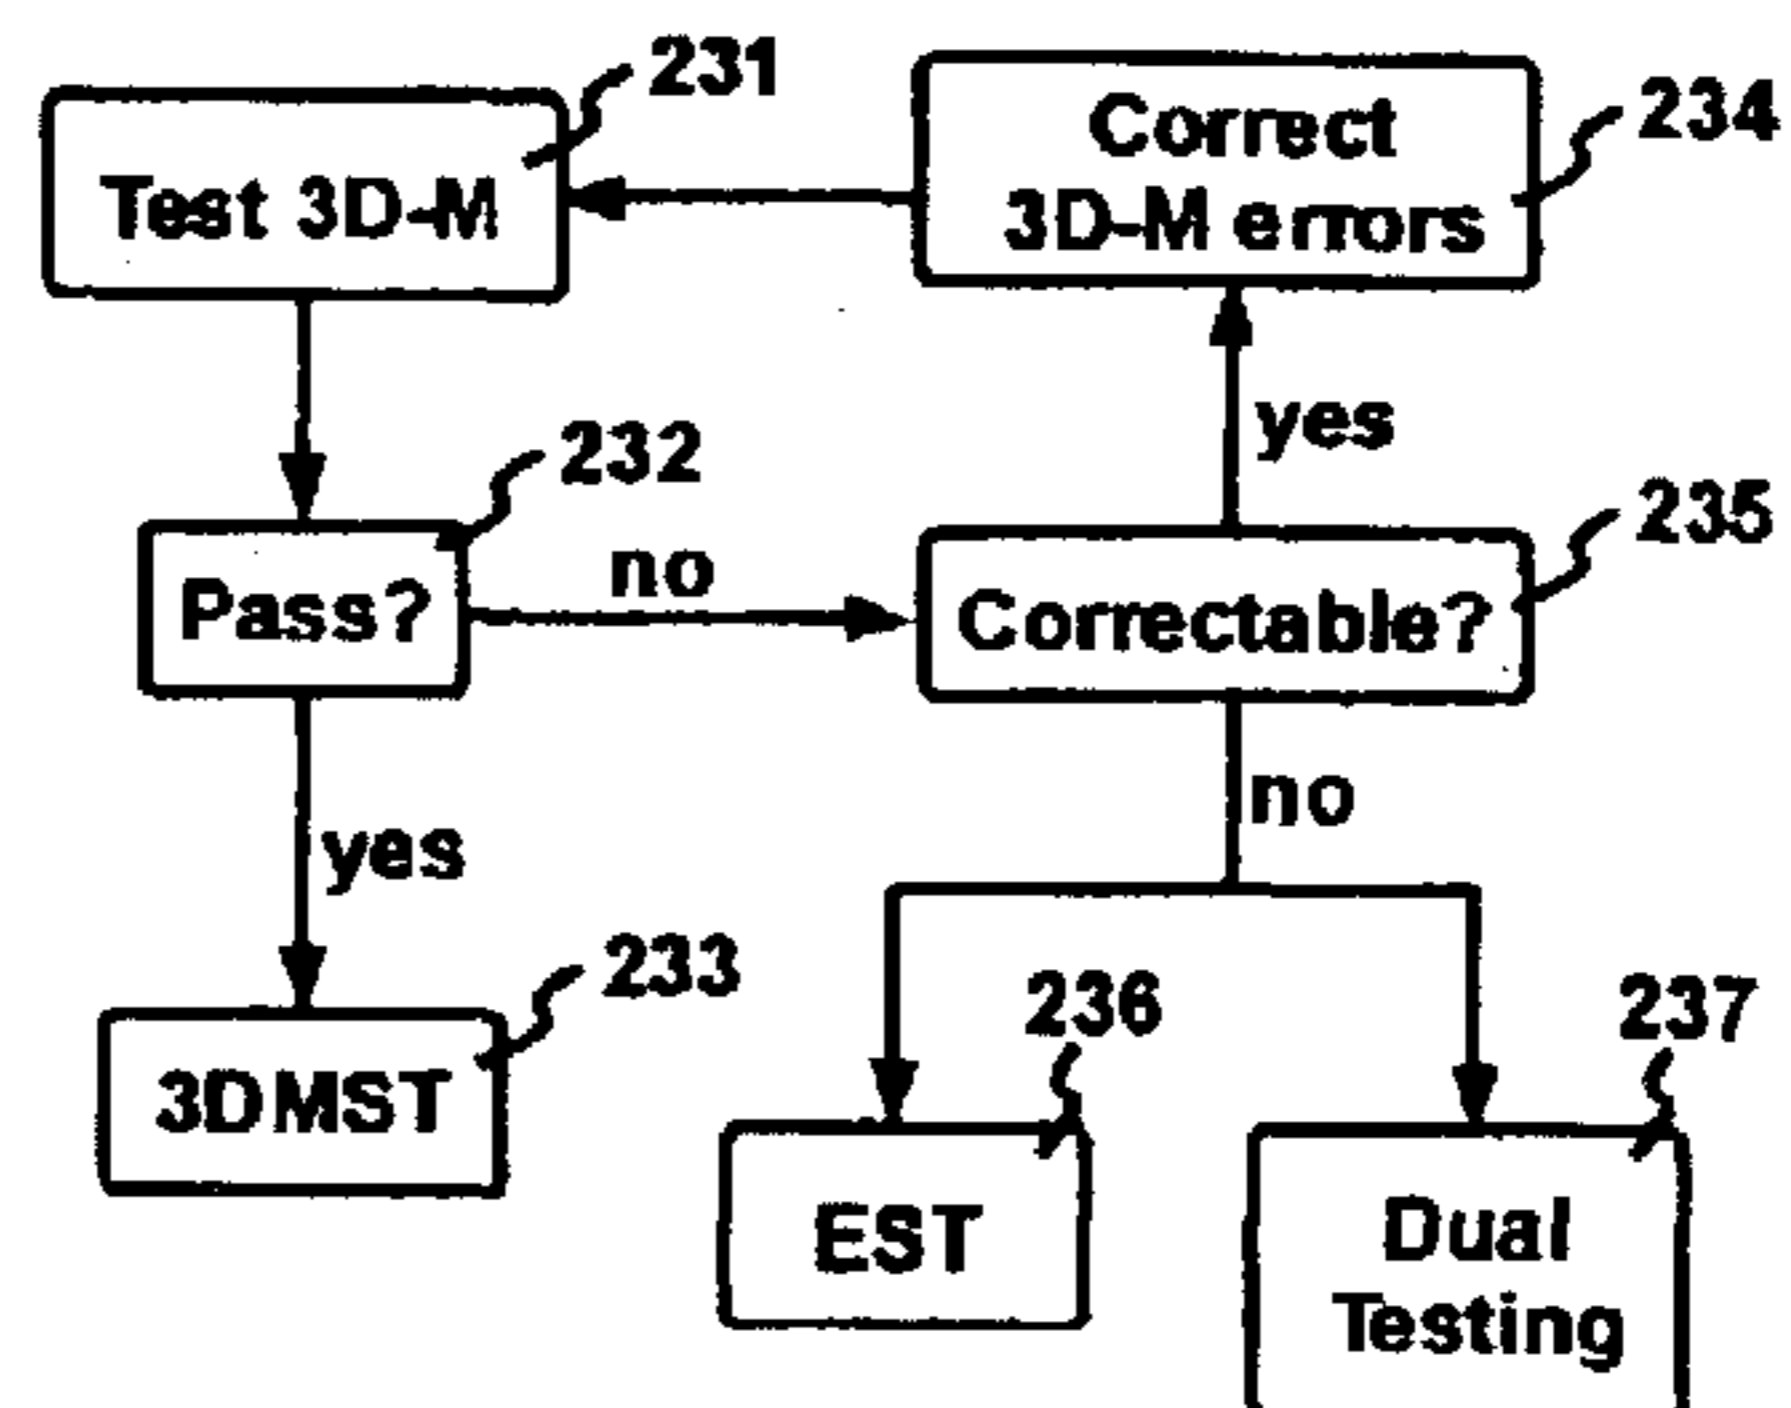 231
Test 3D-M
Correct
3D-M errors
234
232
Pass?
no
yes
Correctable?
235
yes
no
3DMST
233
236
EST
237
Dual
Testing